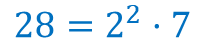 28 = 2² · 7